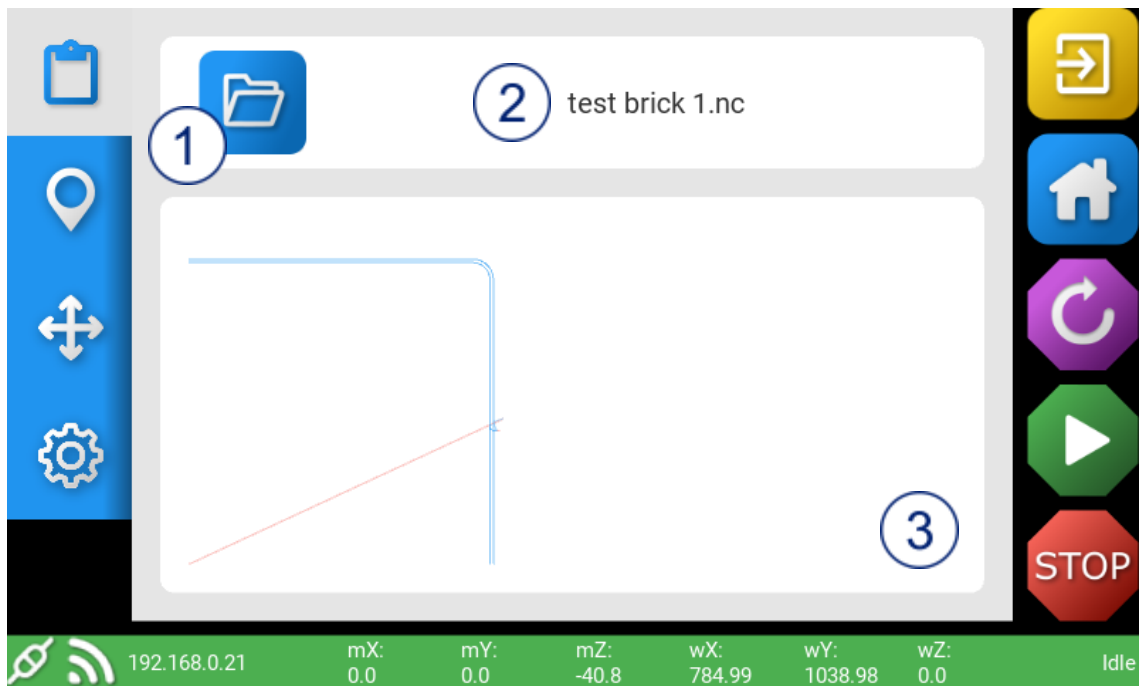 1
2
test brick 1.nc
3
STOP
192.168.0.21
mX:
0.0
mY:
0.0
mZ:
-40.8
wX:
784.99
wY:
1038.98
wZ:
0.0
Idle